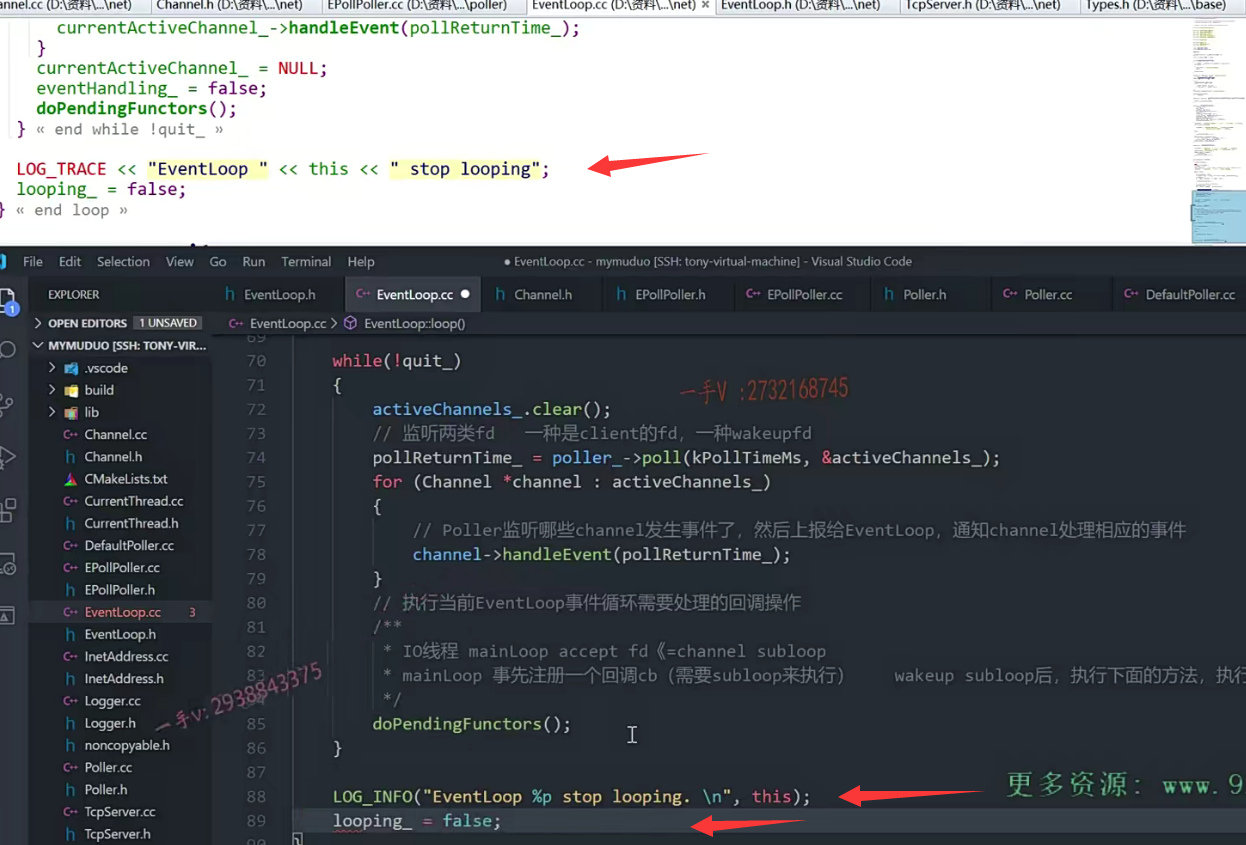 annel.cc (D:\资料\...\net) Channel.h (D:\资料\...\net) EPollPoller.cc (D:\资料\...\poller) EventLoop.cc (D:\资料\...\net) × EventLoop.h (D:\资料\...\net) TcpServer.h (D:\资料\...\net) Types.h (D:\资料\...\base)
currentActiveChannel_->handleEvent(pollReturnTime_);
}
currentActiveChannel_ = NULL;
eventHandling_ = false;
doPendingFunctors();
} « end while !quit_ »
LOG_TRACE << "EventLoop " << this << " stop looping";
looping_ = false;
} « end loop »
File Edit Selection View Go Run Terminal Help ● EventLoop.cc - mymuduo [SSH: tony-virtual-machine] - Visual Studio Code
EXPLORER
h EventLoop.h C++ EventLoop.cc ● h Channel.h h EPollPoller.h C++ EPollPoller.cc h Poller.h C++ Poller.cc C++ DefaultPoller.cc
1
OPEN EDITORS 1 UNSAVED
C++ EventLoop.cc > EventLoop::loop()
MYMUDUO [SSH: TONY-VIR...
.vscode
build
lib
C++ Channel.cc
h Channel.h
CMakeLists.txt
C++ CurrentThread.cc
h CurrentThread.h
C++ DefaultPoller.cc
C++ EPollPoller.cc
h EPollPoller.h
C++ EventLoop.cc 3
h EventLoop.h
C++ InetAddress.cc
h InetAddress.h
C++ Logger.cc
h Logger.h
h noncopyable.h
C++ Poller.cc
h Poller.h
C++ TcpServer.cc
h TcpServer.h
69
70 while(!quit_)
71 {
72 activeChannels_.clear();
73 // 监听两类fd 一种是client的fd，一种wakeupfd
74 pollReturnTime_ = poller_->poll(kPollTimeMs, &activeChannels_);
75 for (Channel *channel : activeChannels_)
76 {
77 // Poller监听哪些channel发生事件了，然后上报给EventLoop，通知channel处理相应的事件
78 channel->handleEvent(pollReturnTime_);
79 }
80 // 执行当前EventLoop事件循环需要处理的回调操作
81 /**
82 * IO线程 mainLoop accept fd《=channel subloop
83 * mainLoop 事先注册一个回调cb（需要subloop来执行） wakeup subloop后，执行下面的方法，执行
*/
85 doPendingFunctors();
86 }
87
88 LOG_INFO("EventLoop %p stop looping. \n", this);
89 looping_ = false;
90 }
一手V :2732168745
一手V: 2938843375
更多资源: www.9